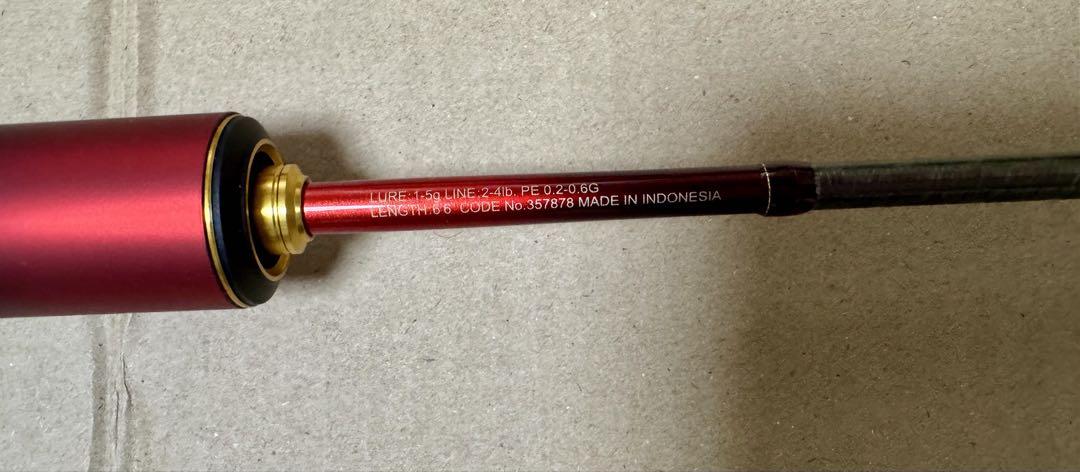 LURE:1-5g LINE:2-4lb. PE 0.2-0.6G
LENGTH:6'6" CODE No.357878 MADE IN INDONESIA